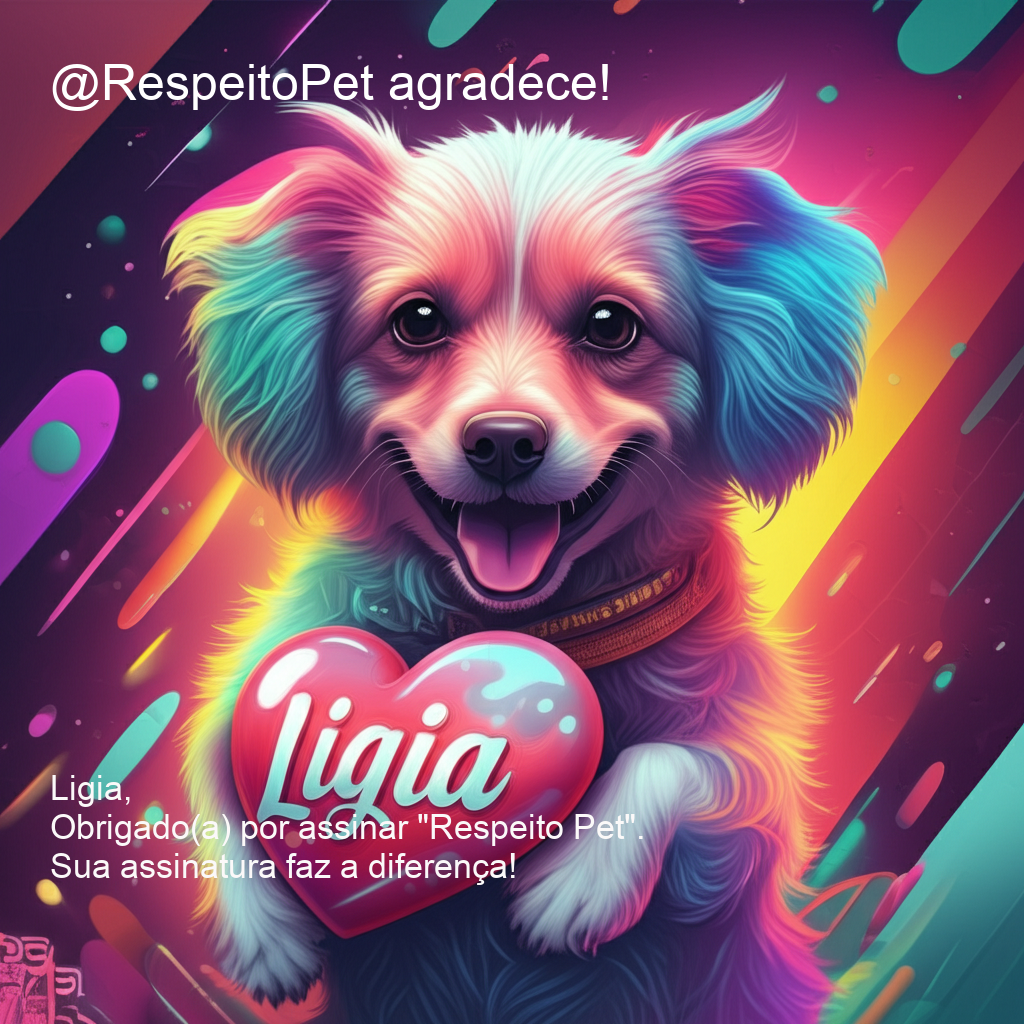 @RespeitoPet agradece!
Ligia
Ligia,
Obrigado(a) por assinar "Respeito Pet".
Sua assinatura faz a diferença!